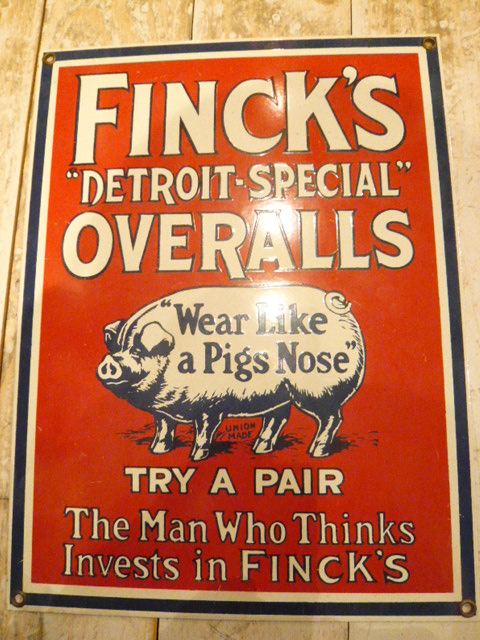 FINCK'S
"DETROIT-SPECIAL"
OVERALLS
"Wear Like
a Pigs Nose"
UNION
MADE
TRY A PAIR
The Man Who Thinks
Invests in FINCK'S